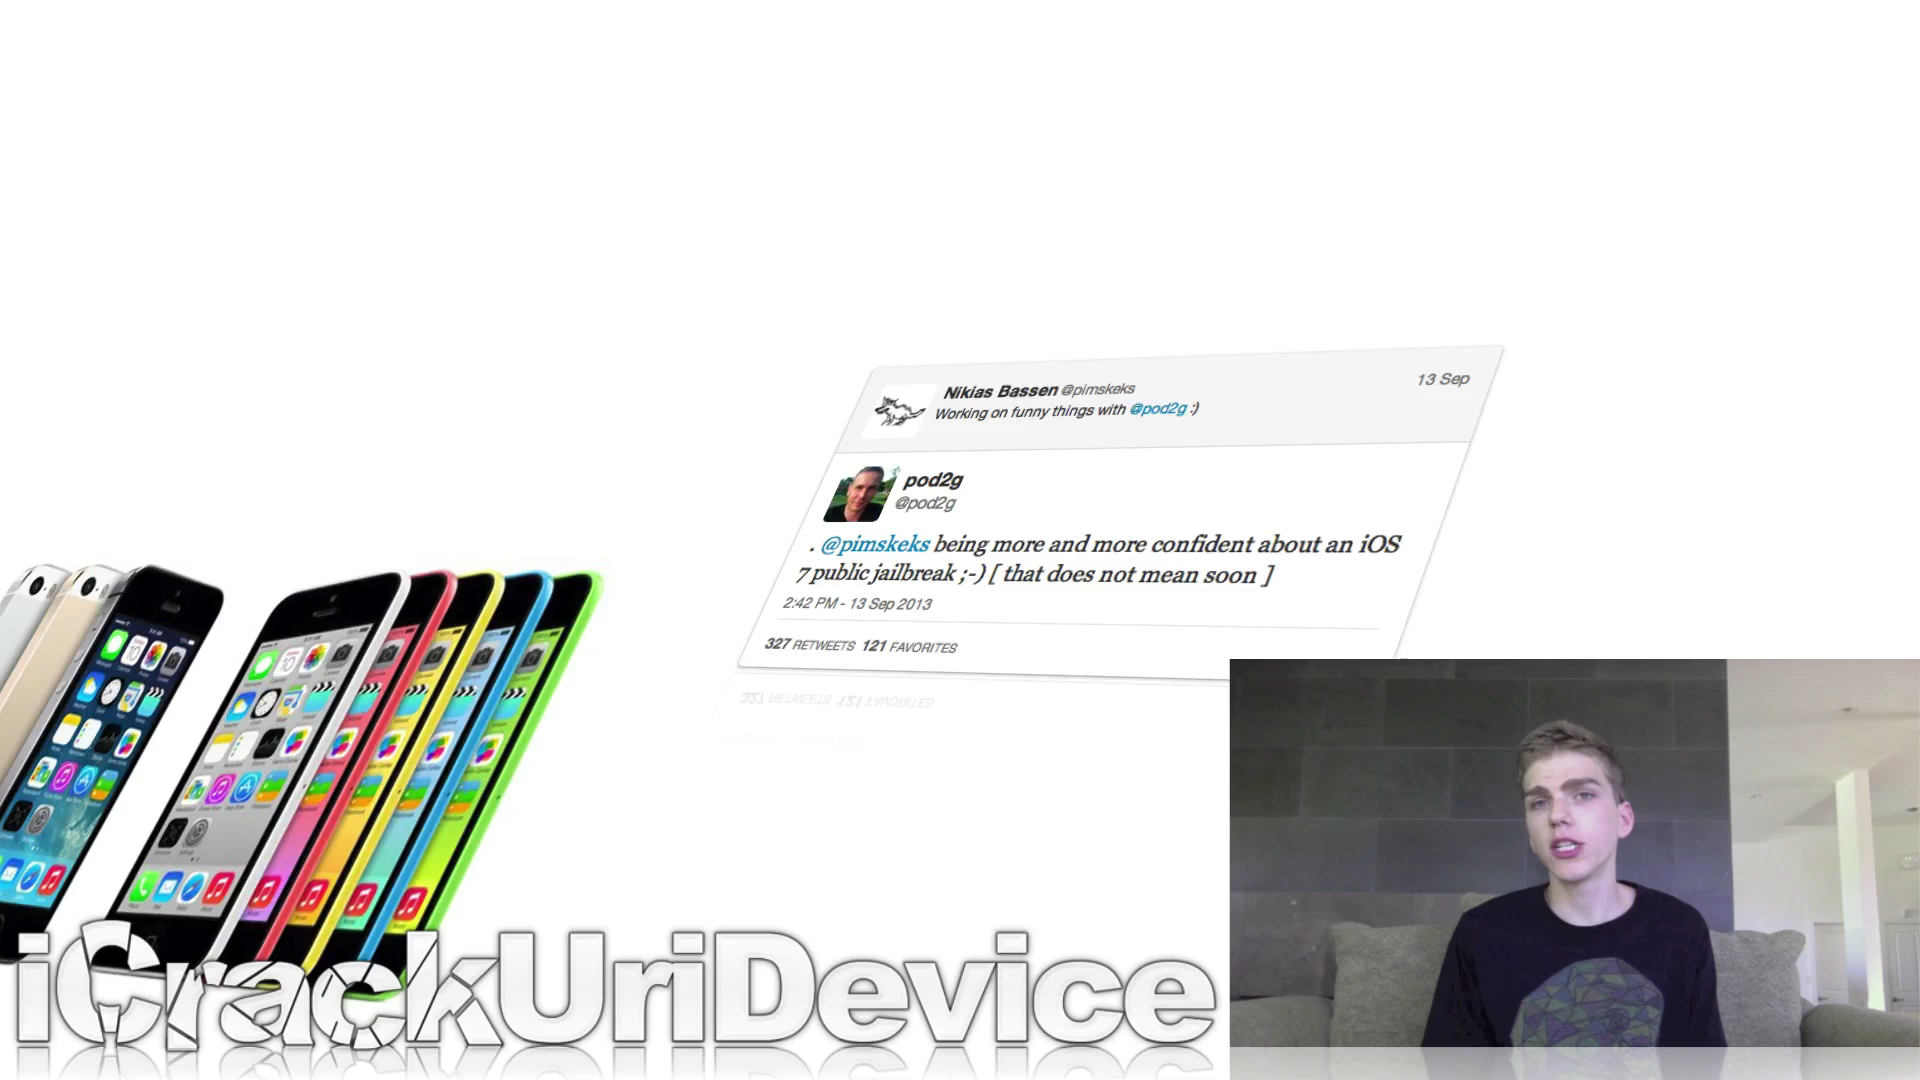 Nikias Bassen @pimskeks
13 Sep
Working on funny things with @pod2g :)
pod2g
@pod2g
. @pimskeks being more and more confident about an iOS
7 public jailbreak ;-) [ that does not mean soon ]
2:42 PM - 13 Sep 2013
327 RETWEETS 121 FAVORITES
iCrackUriDevice